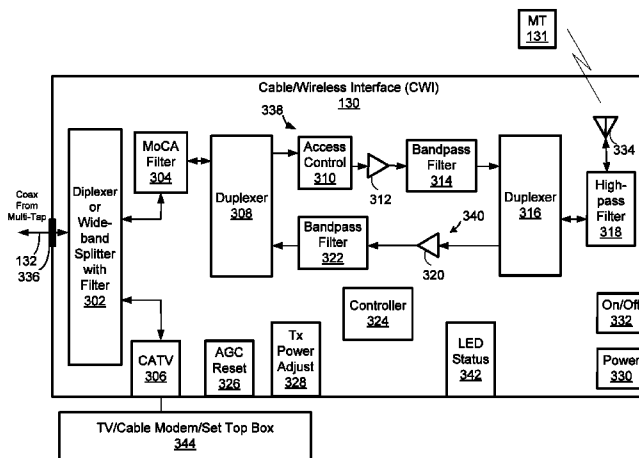 MT
131
Cable/Wireless Interface (CWI)
130
338
MoCA
Filter
304
Access
Control
310
312
Bandpass
Filter
314
334
Coax
From
Multi-Tap
132
336
Diplexer
or
Wide-
band
Splitter
with
Filter
302
Duplexer
308
Duplexer
316
High-
pass
Filter
318
Bandpass
Filter
322
340
320
Controller
324
On/Off
332
CATV
306
AGC
Reset
326
Tx
Power
Adjust
328
LED
Status
342
Power
330
TV/Cable Modem/Set Top Box
344